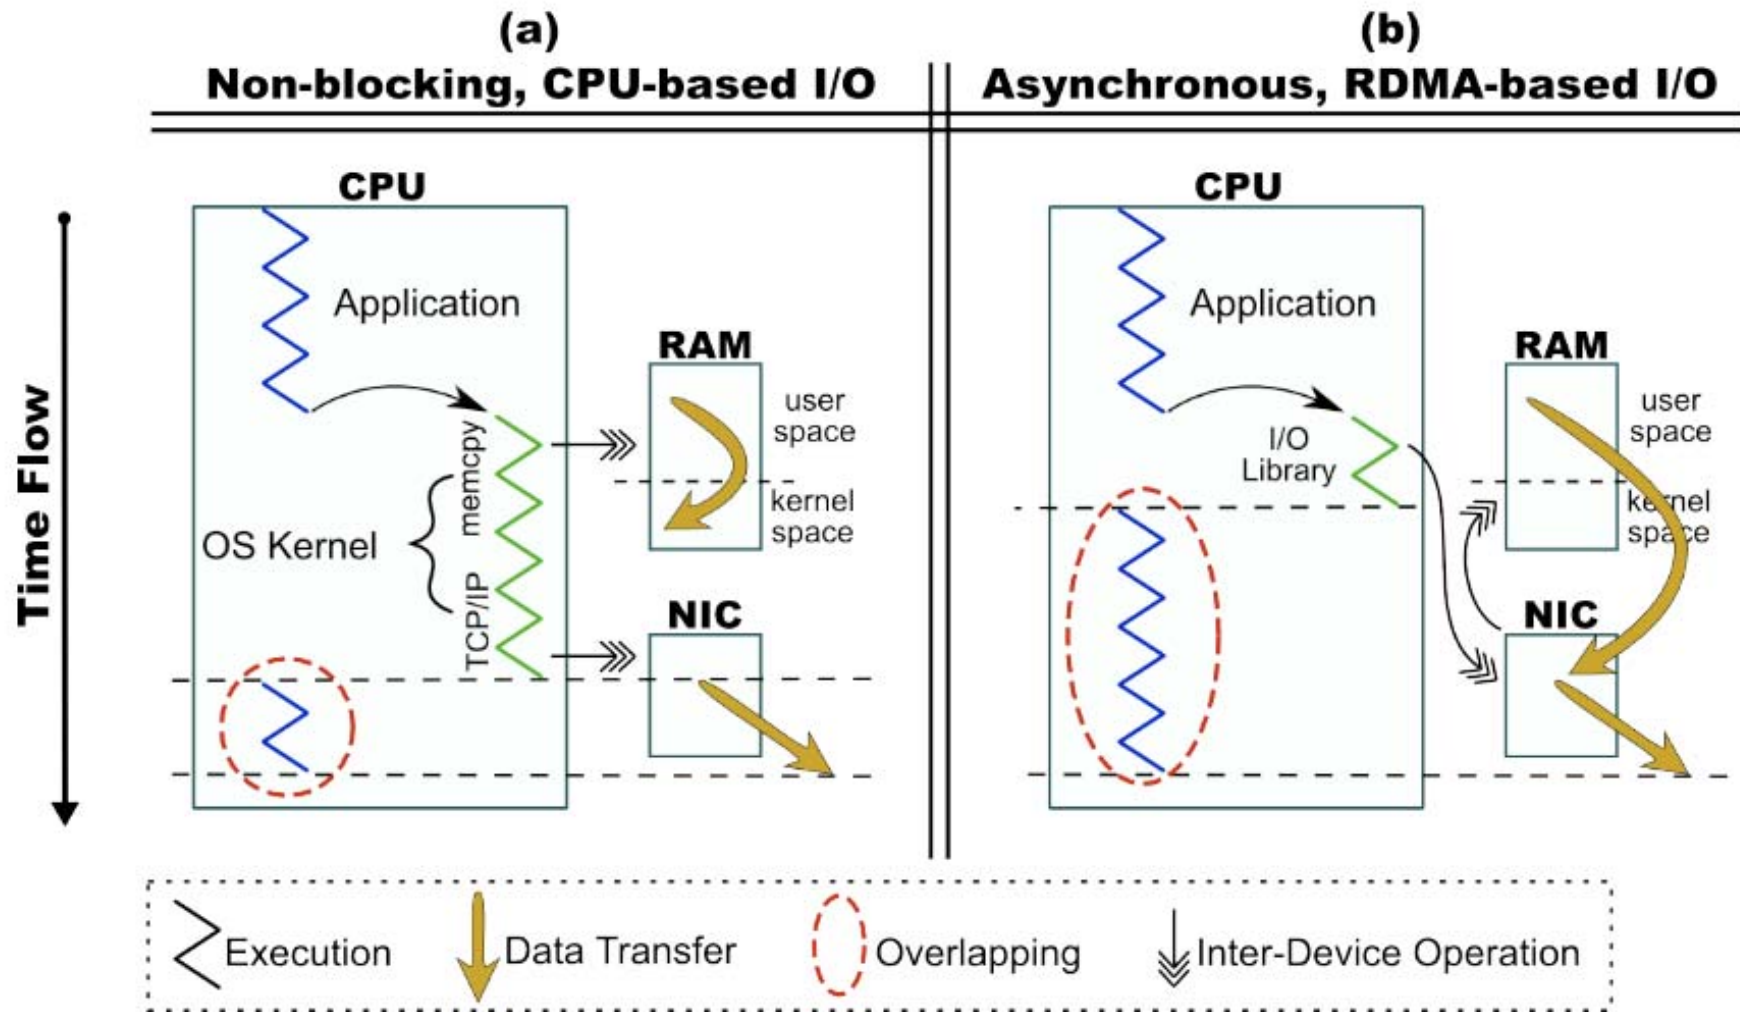 (a)
Non-blocking, CPU-based I/O
(b)
Asynchronous, RDMA-based I/O
Time Flow
CPU
Application
RAM
user
space
kernel
space
memcpy
OS Kernel
TCP/IP
NIC
CPU
Application
RAM
user
space
I/O
Library
kernel
space
NIC
Execution
Data Transfer
Overlapping
Inter-Device Operation